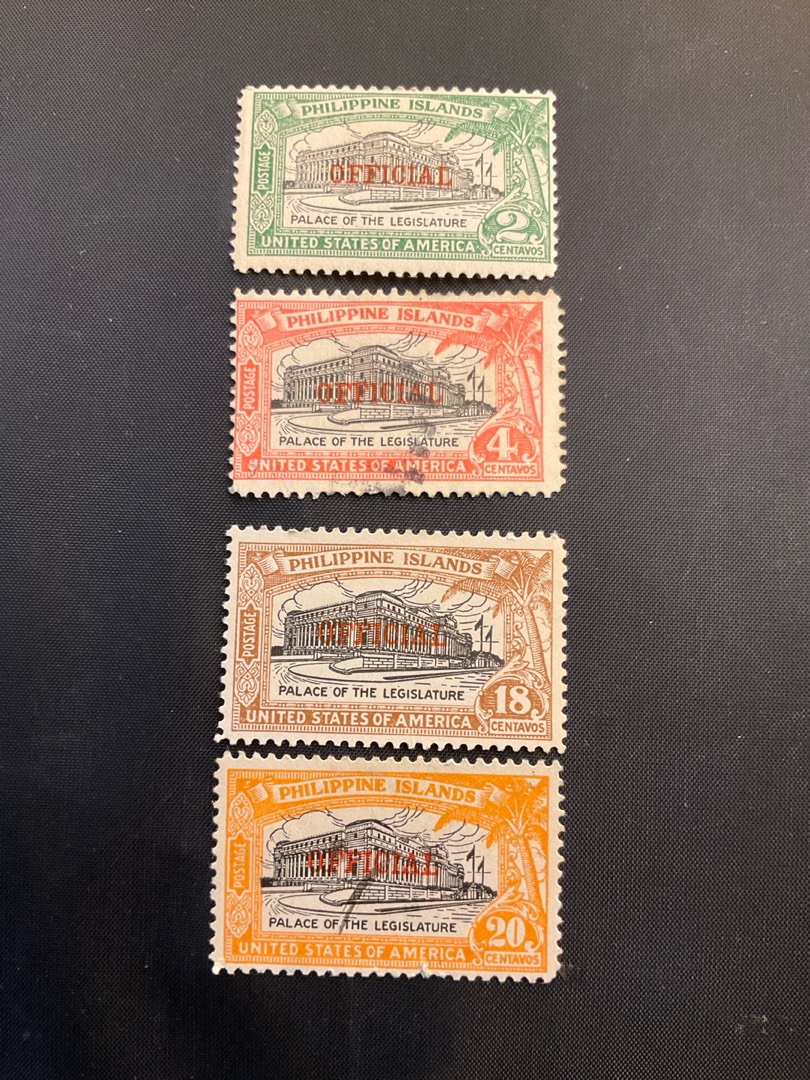 PHILIPPINE ISLANDS
POSTAGE
OFFICIAL
PALACE OF THE LEGISLATURE
2
UNITED STATES OF AMERICA
CENTAVOS
PHILIPPINE ISLANDS
POSTAGE
OFFICIAL
PALACE OF THE LEGISLATURE
4
UNITED STATES OF AMERICA
CENTAVOS
PHILIPPINE ISLANDS
POSTAGE
OFFICIAL
PALACE OF THE LEGISLATURE
18
UNITED STATES OF AMERICA
CENTAVOS
PHILIPPINE ISLANDS
POSTAGE
OFFICIAL
PALACE OF THE LEGISLATURE
20
UNITED STATES OF AMERICA
CENTAVOS